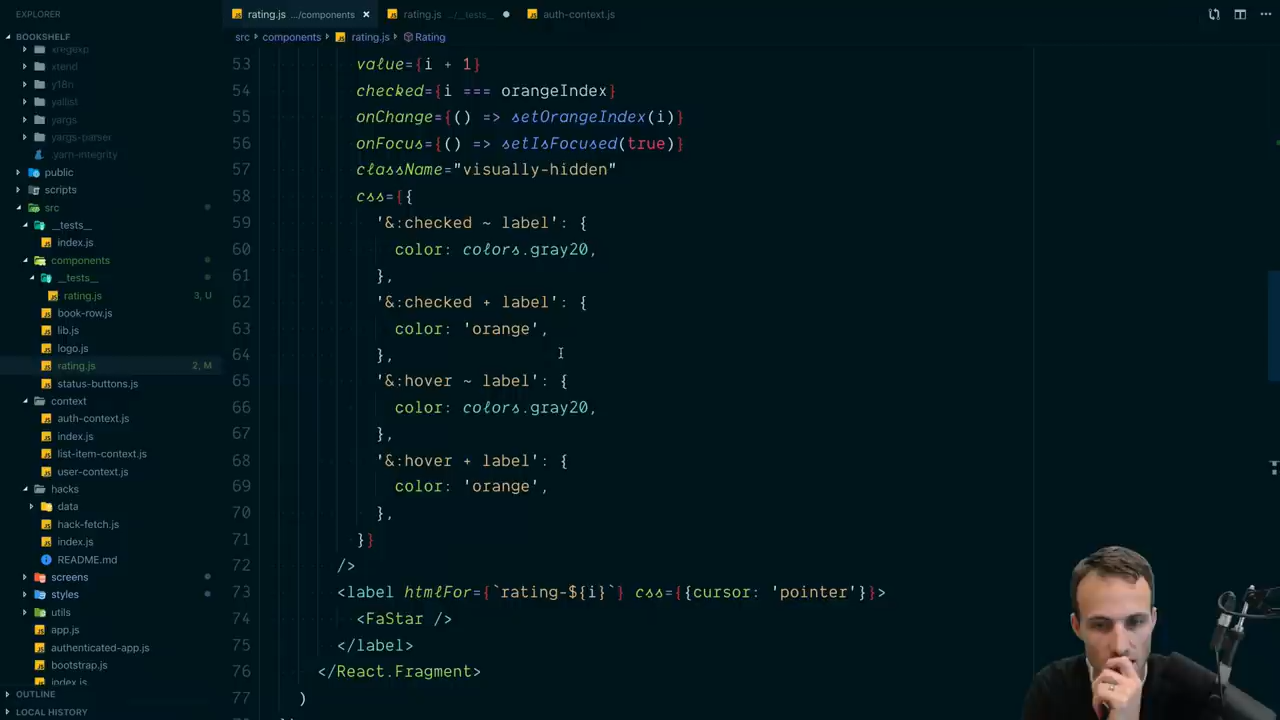 EXPLORER
rating.js .../components
rating.js .../__tests__
auth-context.js
BOOKSHELF
src > components > rating.js > Rating
xregexp
xtend
y18n
yallist
yargs
yargs-parser
.yarn-integrity
public
scripts
src
__tests__
index.js
components
__tests__
rating.js 3, U
book-row.js
lib.js
logo.js
rating.js 2, M
status-buttons.js
context
auth-context.js
index.js
list-item-context.js
user-context.js
hacks
data
hack-fetch.js
index.js
README.md
screens
styles
utils
app.js
authenticated-app.js
bootstrap.js
index.js
OUTLINE
LOCAL HISTORY
53 value={i + 1}
54 checked={i === orangeIndex}
55 onChange={() => setOrangeIndex(i)}
56 onFocus={() => setIsFocused(true)}
57 className="visually-hidden"
58 css={{
59 '&:checked ~ label': {
60 color: colors.gray20,
61 },
62 '&:checked + label': {
63 color: 'orange',
64 },
65 '&:hover ~ label': {
66 color: colors.gray20,
67 },
68 '&:hover + label': {
69 color: 'orange',
70 },
71 }}
72 />
73 <label htmlFor={`rating-${i}`} css={{cursor: 'pointer'}}>
74 <FaStar />
75 </label>
76 </React.Fragment>
77 )